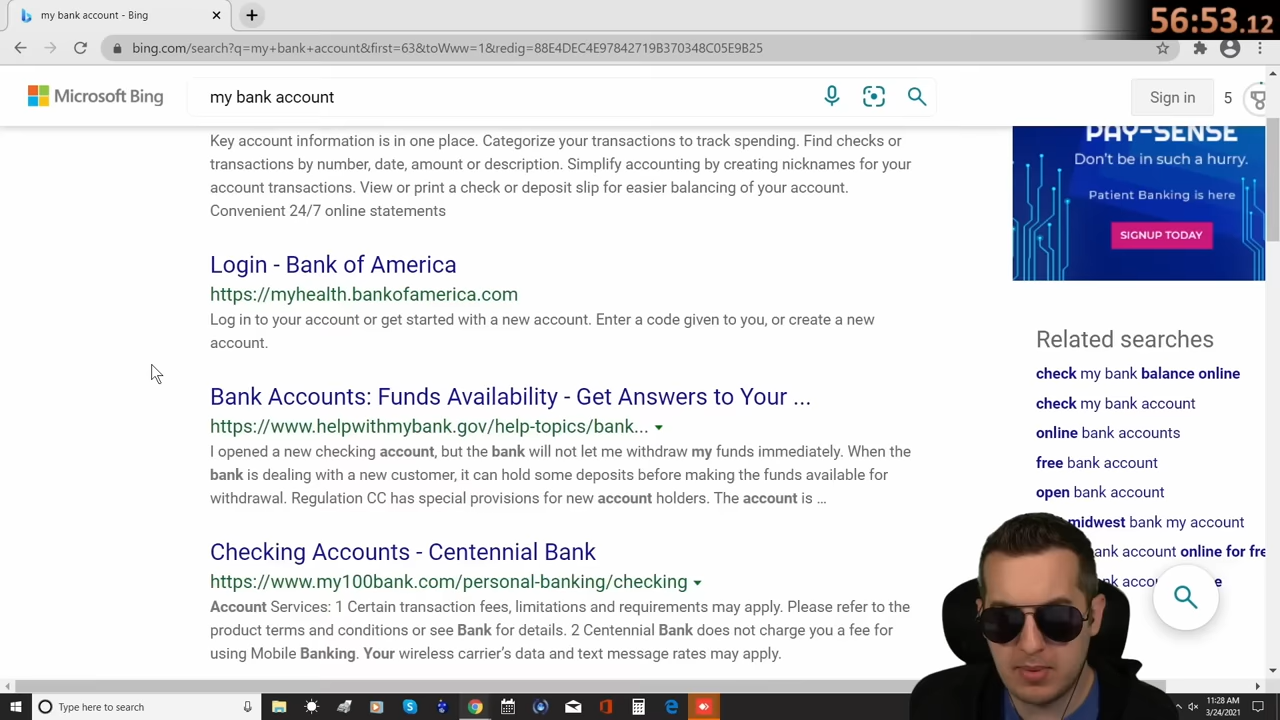 my bank account - Bing
56:53.12
bing.com/search?q=my+bank+account&first=63&toWww=1&redig=88E4DEC4E97842719B370348C05E9B25
Microsoft Bing
my bank account
Sign in
5
Key account information is in one place. Categorize your transactions to track spending. Find checks or
transactions by number, date, amount or description. Simplify accounting by creating nicknames for your
account transactions. View or print a check or deposit slip for easier balancing of your account.
Convenient 24/7 online statements
Login - Bank of America
https://myhealth.bankofamerica.com
Log in to your account or get started with a new account. Enter a code given to you, or create a new
account.
Bank Accounts: Funds Availability - Get Answers to Your ...
https://www.helpwithmybank.gov/help-topics/bank...
I opened a new checking account, but the bank will not let me withdraw my funds immediately. When the
bank is dealing with a new customer, it can hold some deposits before making the funds available for
withdrawal. Regulation CC has special provisions for new account holders. The account is ...
Checking Accounts - Centennial Bank
https://www.my100bank.com/personal-banking/checking
Account Services: 1 Certain transaction fees, limitations and requirements may apply. Please refer to the
product terms and conditions or see Bank for details. 2 Centennial Bank does not charge you a fee for
using Mobile Banking. Your wireless carrier's data and text message rates may apply.
PAY-SENSE
Don't be in such a hurry.
Patient Banking is here
SIGNUP TODAY
Related searches
check my bank balance online
check my bank account
online bank accounts
free bank account
open bank account
midwest bank my account
account online for fre
Type here to search
11:28 AM
3/24/2021